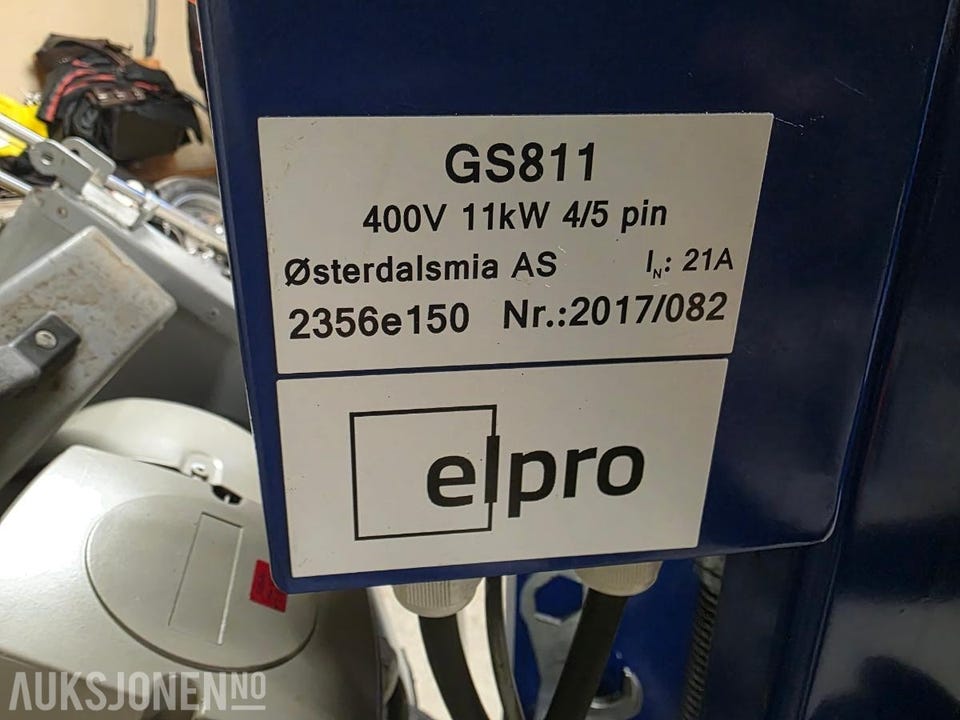 GS811
400V 11kW 4/5 pin
Østerdalsmia AS IN: 21A
2356e150 Nr.:2017/082
elpro
AUKSJONEN.NO